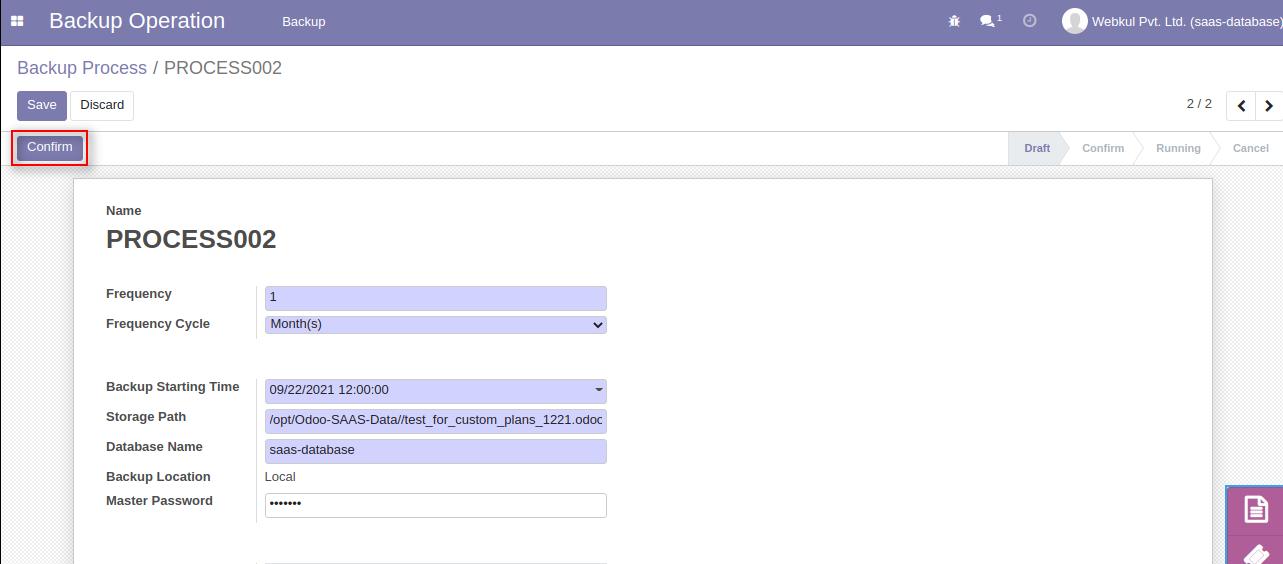 Backup Operation Backup 1 Webkul Pvt. Ltd. (saas-database)
Backup Process / PROCESS002
Save Discard 2 / 2
Confirm Draft Confirm Running Cancel
Name
PROCESS002
Frequency 1
Frequency Cycle Month(s)
Backup Starting Time 09/22/2021 12:00:00
Storage Path /opt/Odoo-SAAS-Data//test_for_custom_plans_1221.odoo
Database Name saas-database
Backup Location Local
Master Password •••••••